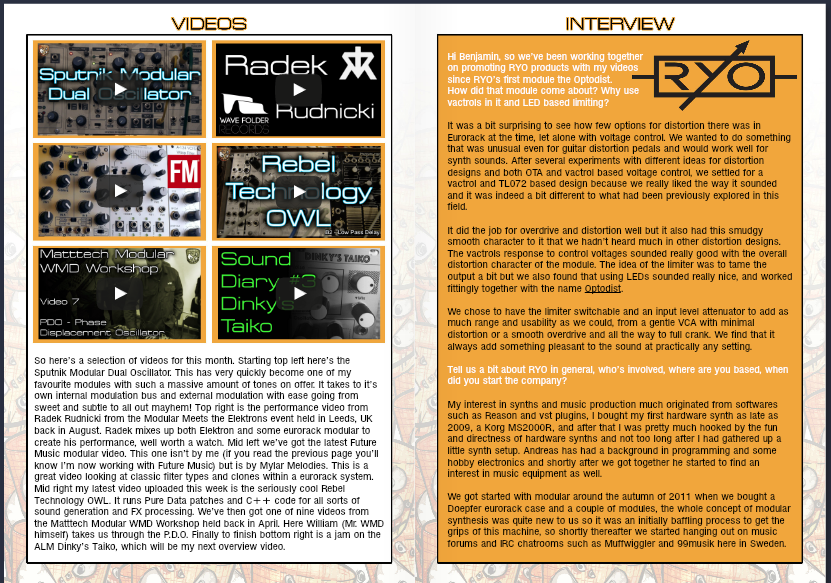 VIDEOS
Sputnik Modular
Dual Oscillator
Radek
Rudnicki
WAVE FOLDER
RECORDS
FM
Rebel
Technology
OWL
B2 - Low Pass Delay
Matttech Modular
WMD Workshop
Video 7
PDO - Phase
Displacement Oscillator
Sound
Diary #3
Dinky's
Taiko
DINKY'S TAIKO
So here's a selection of videos for this month. Starting top left here's the
Sputnik Modular Dual Oscillator. This has very quickly become one of my
favourite modules with such a massive amount of tones on offer. It takes to it's
own internal modulation bus and external modulation with ease going from
sweet and subtle to all out mayhem! Top right is the performance video from
Radek Rudnicki from the Modular Meets the Elektrons event held in Leeds, UK
back in August. Radek mixes up both Elektron and some eurorack modular to
create his performance, well worth a watch. Mid left we've got the latest Future
Music modular video. This one isn't by me (if you read the previous page you'll
know I'm now working with Future Music) but is by Mylar Melodies. This is a
great video looking at classic filter types and clones within a eurorack system.
Mid right my latest video uploaded this week is the seriously cool Rebel
Technology OWL. It runs Pure Data patches and C++ code for all sorts of
sound generation and FX processing. We've then got one of nine videos from
the Matttech Modular WMD Workshop held back in April. Here William (Mr. WMD
himself) takes us through the P.D.O. Finally to finish bottom right is a jam on the
ALM Dinky's Taiko, which will be my next overview video.
INTERVIEW
RYO
Hi Benjamin, so we've been working together
on promoting RYO products with my videos
since RYO's first module the Optodist.
How did that module come about? Why use
vactrols in it and LED based limiting?
It was a bit surprising to see how few options for distortion there was in
Eurorack at the time, let alone with voltage control. We wanted to do something
that was unusual even for guitar distortion pedals and would work well for
synth sounds. After several experiments with different ideas for distortion
designs and both OTA and vactrol based voltage control, we settled for a
vactrol and TL072 based design because we really liked the way it sounded
and it was indeed a bit different to what had been previously explored in this
field.
It did the job for overdrive and distortion well but it also had this smudgy
smooth character to it that we hadn't heard much in other distortion designs.
The vactrols response to control voltages sounded really good with the overall
distortion character of the module. The idea of the limiter was to tame the
output a bit but we also found that using LEDs sounded really nice, and worked
fittingly together with the name Optodist.
We chose to have the limiter switchable and an input level attenuator to add as
much range and usability as we could, from a gentle VCA with minimal
distortion or a smooth overdrive and all the way to full crank. We find that it
always add something pleasant to the sound at practically any setting.
Tell us a bit about RYO in general, who's involved, where are you based, when
did you start the company?
My interest in synths and music production much originated from softwares
such as Reason and vst plugins, I bought my first hardware synth as late as
2009, a Korg MS2000R, and after that I was pretty much hooked by the fun
and directness of hardware synths and not too long after I had gathered up a
little synth setup. Andreas has had a background in programming and some
hobby electronics and shortly after we got together he started to find an
interest in music equipment as well.
We got started with modular around the autumn of 2011 when we bought a
Doepfer eurorack case and a couple of modules, the whole concept of modular
synthesis was quite new to us so it was an initially baffling process to get the
grips of this machine, so shortly thereafter we started hanging out on music
forums and IRC chatrooms such as Muffwiggler and 99musik here in Sweden.